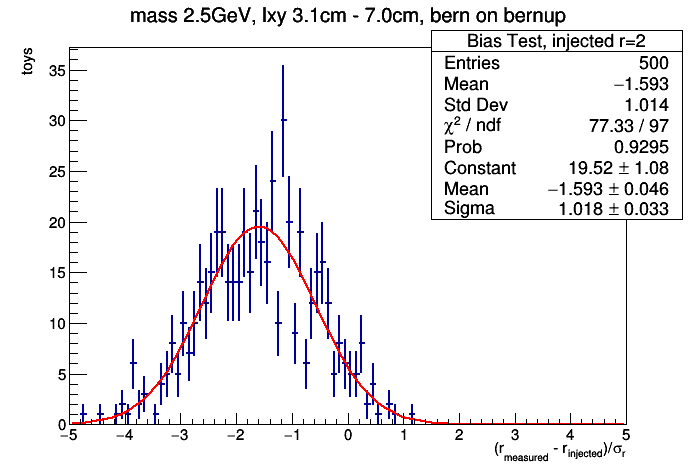 mass 2.5GeV, lxy 3.1cm - 7.0cm, bern on bernup
Bias Test, injected r=2
Entries 500
Mean −1.593
Std Dev 1.014
χ² / ndf 77.33 / 97
Prob 0.9295
Constant 19.52 ± 1.08
Mean −1.593 ± 0.046
Sigma 1.018 ± 0.033
toys
35
30
25
20
15
10
5
0
−5 −4 −3 −2 −1 0 1 2 3 4 5
(r_measured - r_injected)/σ_r